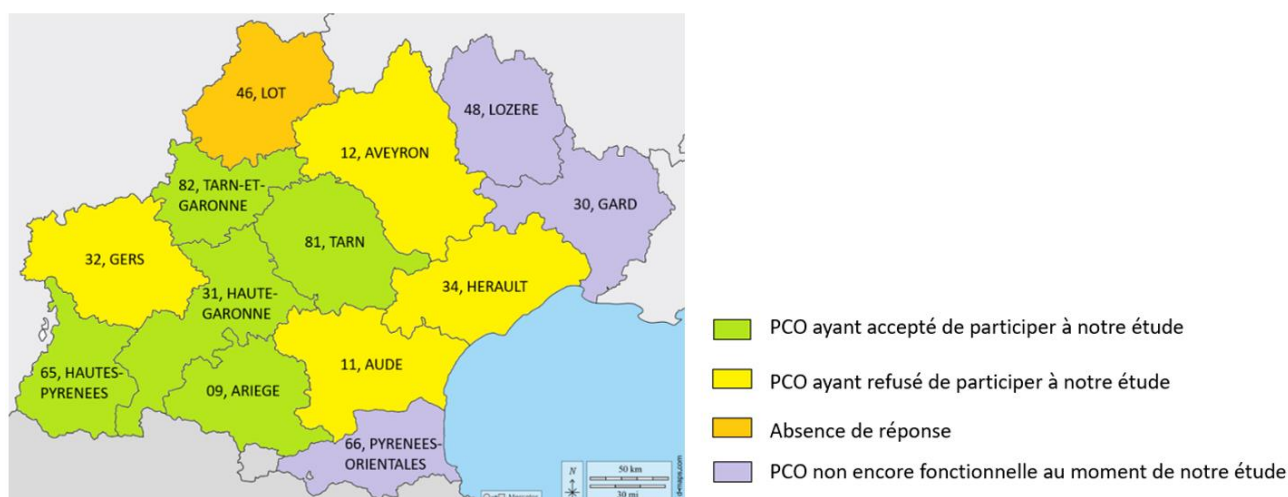 46, LOT
48, LOZERE
12, AVEYRON
82, TARN-ET-
GARONNE
30, GARD
81, TARN
32, GERS
34, HERAULT
31, HAUTE-
GARONNE
11, AUDE
65, HAUTES-
PYRENEES
09, ARIEGE
66, PYRENEES-
ORIENTALES
N
50 km
30 mi
d-maps.com
PCO ayant accepté de participer à notre étude
PCO ayant refusé de participer à notre étude
Absence de réponse
PCO non encore fonctionnelle au moment de notre étude